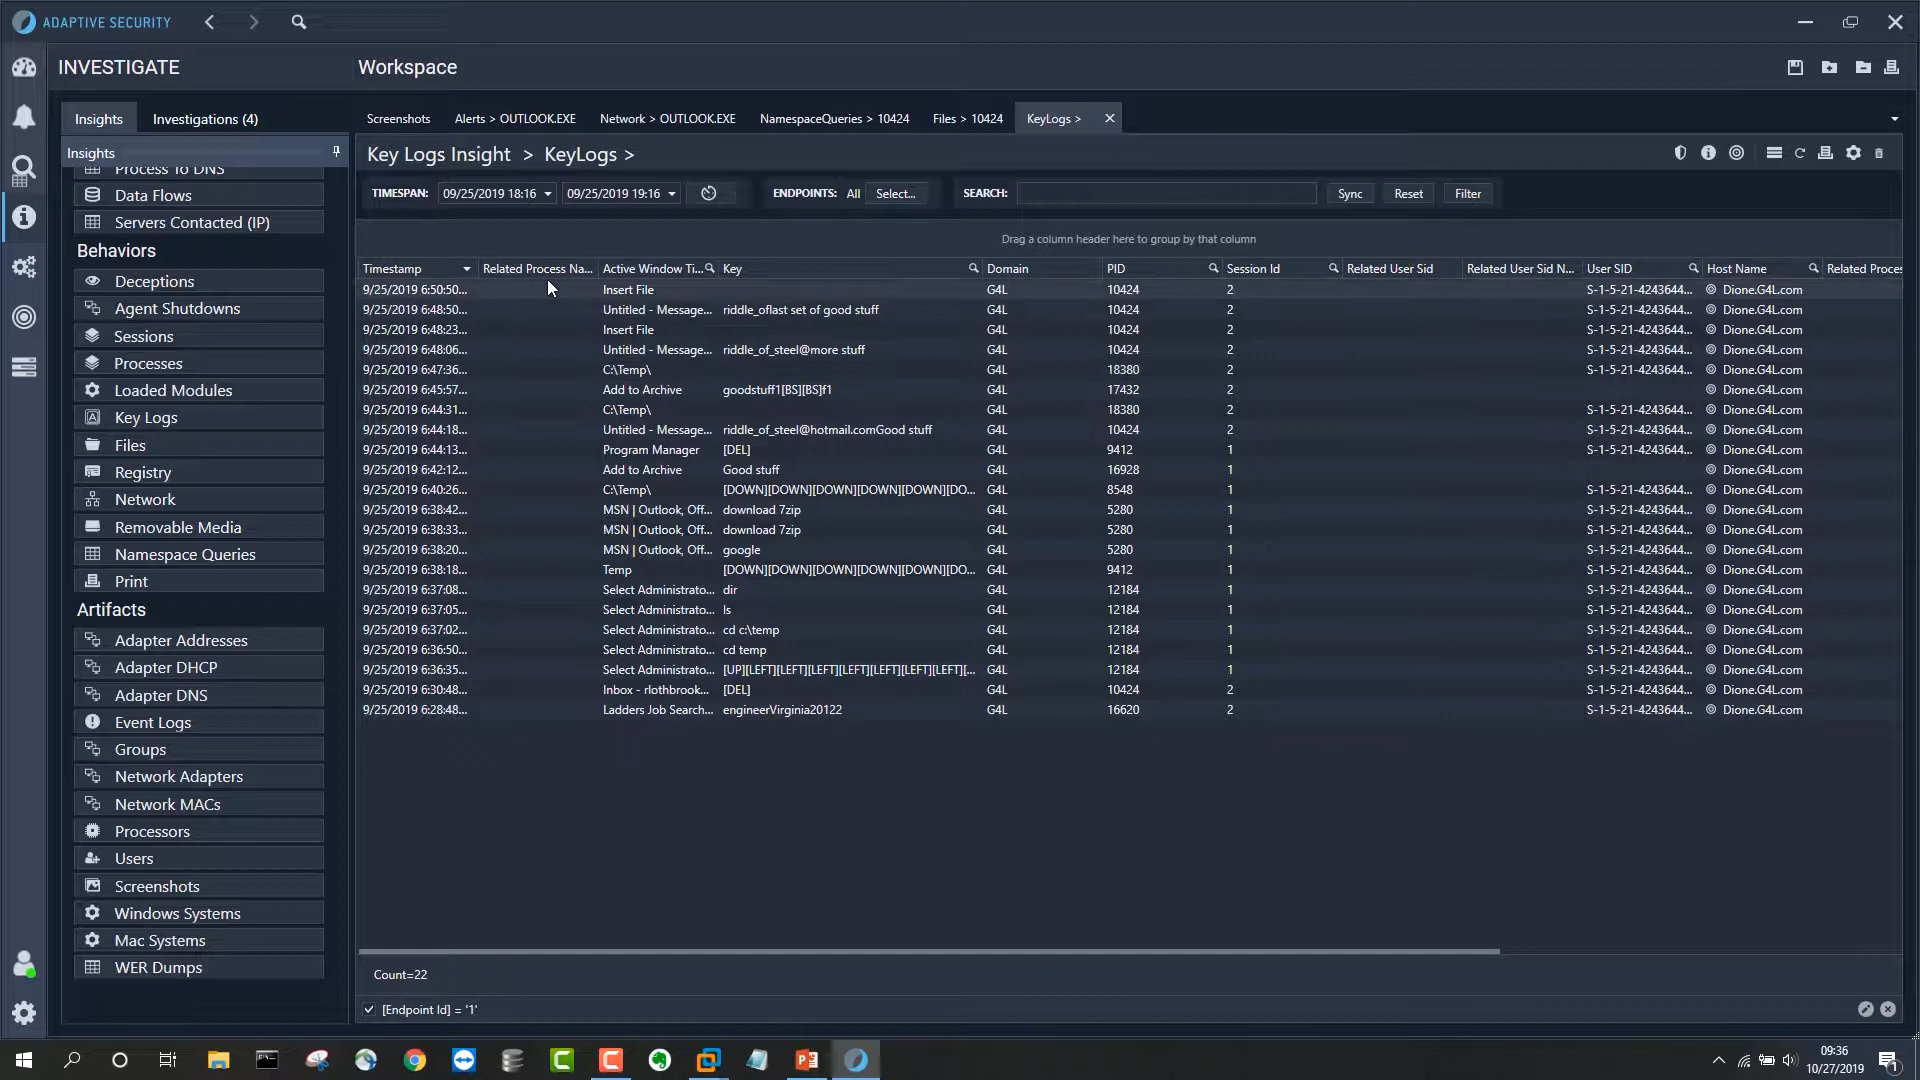 ADAPTIVE SECURITY
INVESTIGATE
Workspace
Insights
Investigations (4)
Screenshots
Alerts > OUTLOOK.EXE
Network > OUTLOOK.EXE
NamespaceQueries > 10424
Files > 10424
KeyLogs >
Insights
Process To DNS
Data Flows
Servers Contacted (IP)
Behaviors
Deceptions
Agent Shutdowns
Sessions
Processes
Loaded Modules
Key Logs
Files
Registry
Network
Removable Media
Namespace Queries
Print
Artifacts
Adapter Addresses
Adapter DHCP
Adapter DNS
Event Logs
Groups
Network Adapters
Network MACs
Processors
Users
Screenshots
Windows Systems
Mac Systems
WER Dumps
Key Logs Insight > KeyLogs >
TIMESPAN: 09/25/2019 18:16 09/25/2019 19:16 ENDPOINTS: All Select... SEARCH: Sync Reset Filter
Drag a column header here to group by that column
Timestamp Related Process Na... Active Window Ti... Key Domain PID Session Id Related User Sid Related User Sid N... User SID Host Name Related Proces
9/25/2019 6:50:50... Insert File G4L 10424 2 S-1-5-21-4243644... Dione.G4L.com
9/25/2019 6:48:50... Untitled - Message... riddle_oflast set of good stuff G4L 10424 2 S-1-5-21-4243644... Dione.G4L.com
9/25/2019 6:48:23... Insert File G4L 10424 2 S-1-5-21-4243644... Dione.G4L.com
9/25/2019 6:48:06... Untitled - Message... riddle_of_steel@more stuff G4L 10424 2 S-1-5-21-4243644... Dione.G4L.com
9/25/2019 6:47:36... C:\Temp\ G4L 18380 2 S-1-5-21-4243644... Dione.G4L.com
9/25/2019 6:45:57... Add to Archive goodstuff1[BS][BS]f1 G4L 17432 2 Dione.G4L.com
9/25/2019 6:44:31... C:\Temp\ G4L 18380 2 S-1-5-21-4243644... Dione.G4L.com
9/25/2019 6:44:18... Untitled - Message... riddle_of_steel@hotmail.comGood stuff G4L 10424 2 S-1-5-21-4243644... Dione.G4L.com
9/25/2019 6:44:13... Program Manager [DEL] G4L 9412 1 S-1-5-21-4243644... Dione.G4L.com
9/25/2019 6:42:12... Add to Archive Good stuff G4L 16928 1 Dione.G4L.com
9/25/2019 6:40:26... C:\Temp\ [DOWN][DOWN][DOWN][DOWN][DOWN][DO... G4L 8548 1 S-1-5-21-4243644... Dione.G4L.com
9/25/2019 6:38:42... MSN | Outlook, Off... download 7zip G4L 5280 1 S-1-5-21-4243644... Dione.G4L.com
9/25/2019 6:38:33... MSN | Outlook, Off... download 7zip G4L 5280 1 S-1-5-21-4243644... Dione.G4L.com
9/25/2019 6:38:20... MSN | Outlook, Off... google G4L 5280 1 S-1-5-21-4243644... Dione.G4L.com
9/25/2019 6:38:18... Temp [DOWN][DOWN][DOWN][DOWN][DOWN][DO... G4L 9412 1 S-1-5-21-4243644... Dione.G4L.com
9/25/2019 6:37:08... Select Administrato... dir G4L 12184 1 S-1-5-21-4243644... Dione.G4L.com
9/25/2019 6:37:05... Select Administrato... ls G4L 12184 1 S-1-5-21-4243644... Dione.G4L.com
9/25/2019 6:37:02... Select Administrato... cd c:\temp G4L 12184 1 S-1-5-21-4243644... Dione.G4L.com
9/25/2019 6:36:50... Select Administrato... cd temp G4L 12184 1 S-1-5-21-4243644... Dione.G4L.com
9/25/2019 6:36:35... Select Administrato... [UP][LEFT][LEFT][LEFT][LEFT][LEFT][LEFT][... G4L 12184 1 S-1-5-21-4243644... Dione.G4L.com
9/25/2019 6:30:48... Inbox - rlothbrook... [DEL] G4L 10424 2 S-1-5-21-4243644... Dione.G4L.com
9/25/2019 6:28:48... Ladders Job Search... engineerVirginia20122 G4L 16620 2 S-1-5-21-4243644... Dione.G4L.com
Count=22
[Endpoint Id] = '1'
09:36
10/27/2019